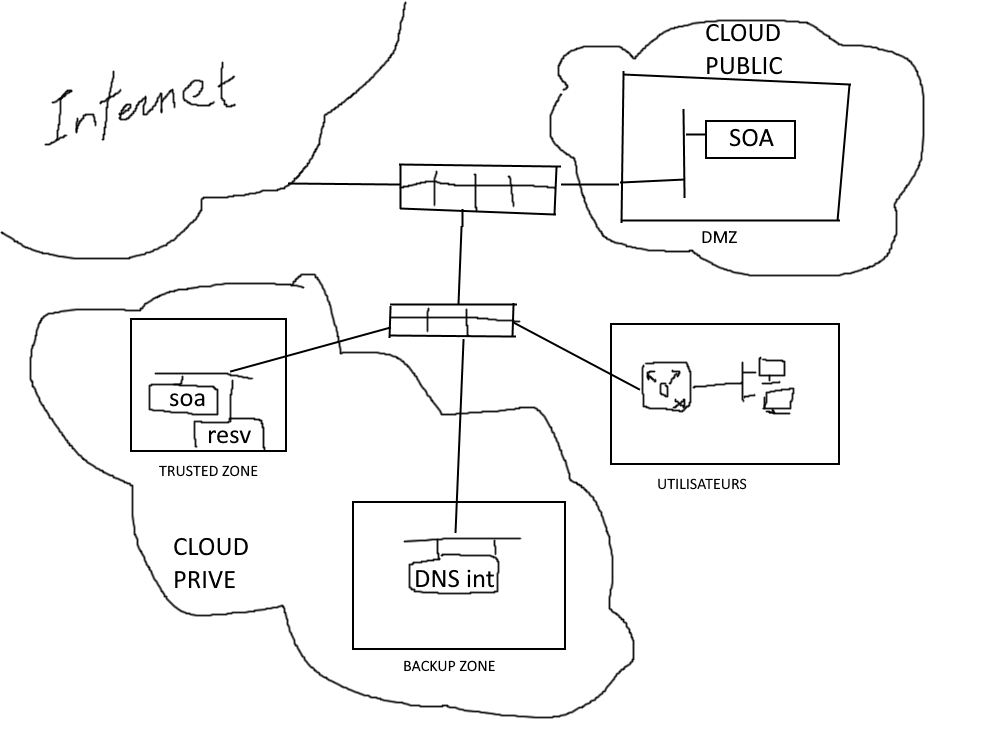 Internet
CLOUD
PUBLIC
SOA
DMZ
soa
resv
TRUSTED ZONE
UTILISATEURS
CLOUD
PRIVE
DNS int
BACKUP ZONE